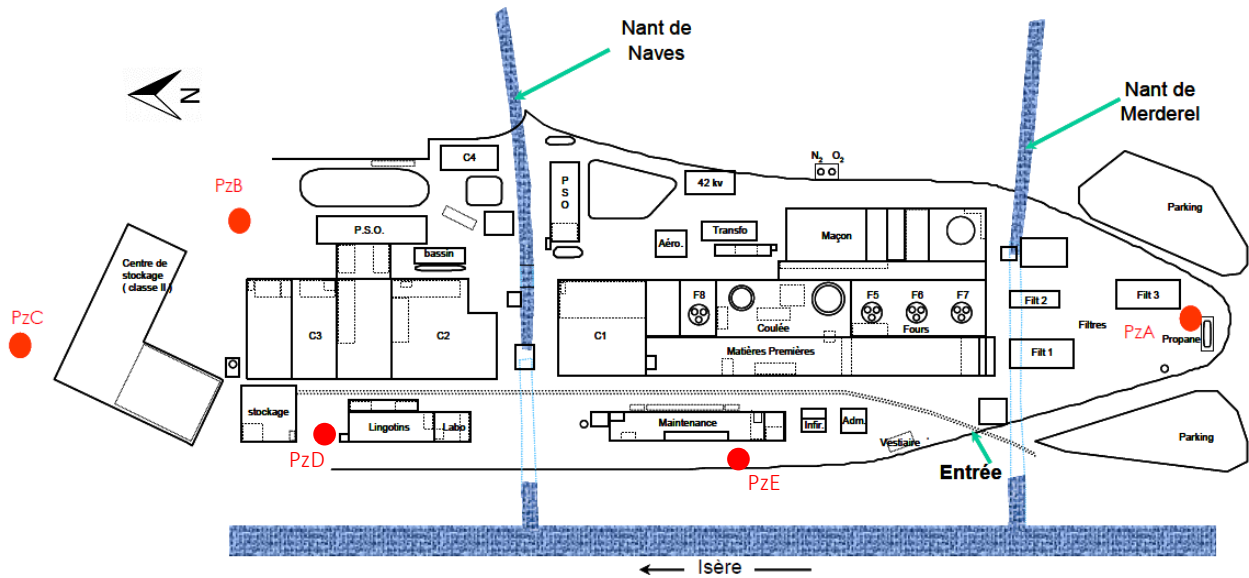 Nant de
Naves
Nant de
Merderel
N
C4
N₂ O₂
PzB
P
S
O
42 kv
Parking
P.S.O.
Transfo
Maçon
Aéro.
bassin
Centre de
stockage
( classe II )
F8
F5
F6
F7
Filt 2
Filt 3
PzC
C3
C2
C1
Coulée
Fours
Filtres
PzA
Propane
Matières Premières
Filt 1
stockage
Lingotins
Labo
Maintenance
Infir.
Adm.
Vestiaire
Parking
PzD
PzE
Entrée
Isère